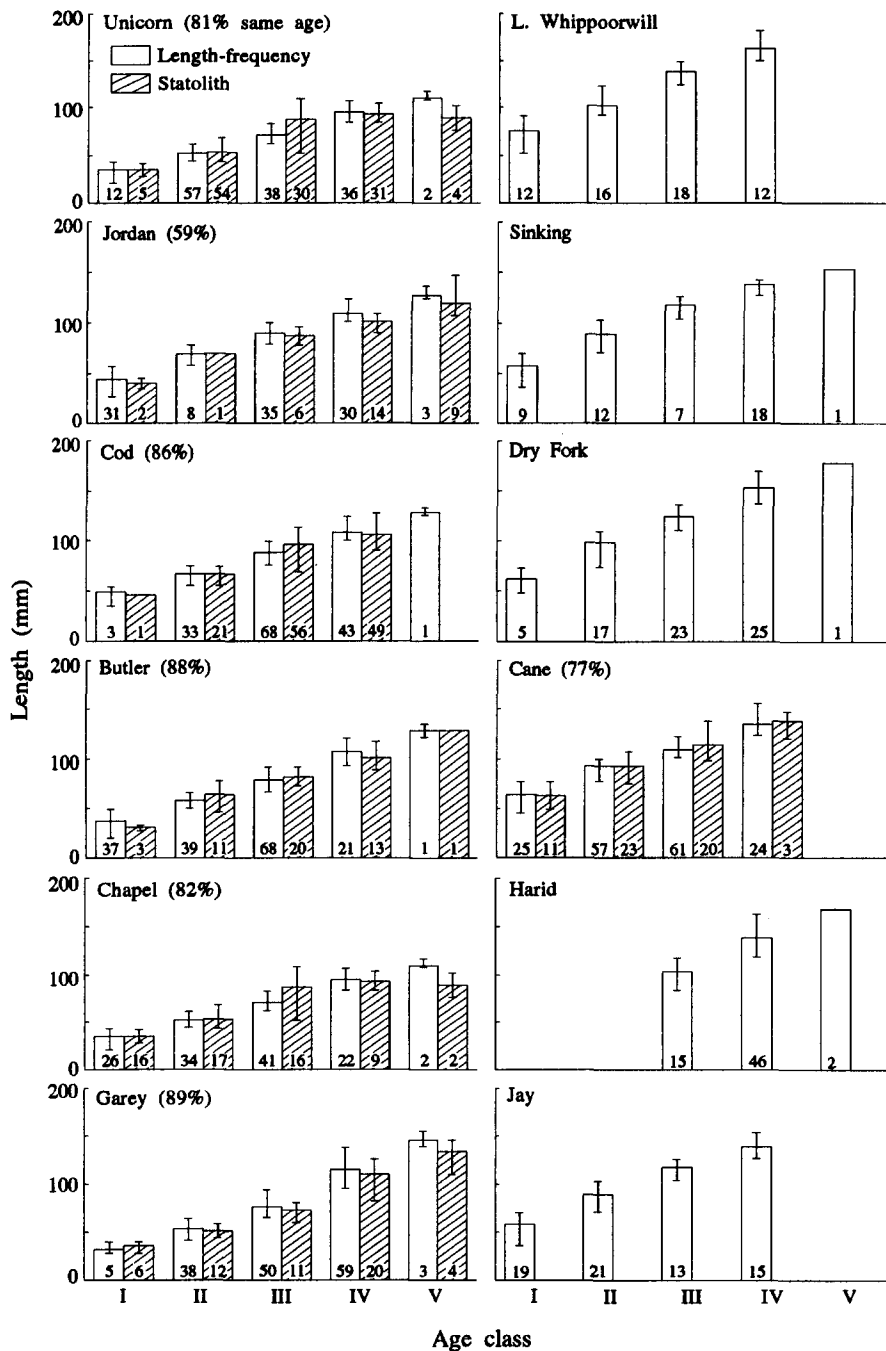 Unicorn (81% same age)
Length-frequency
Statolith
200
100
0
12 5 57 54 38 30 36 31 2 4
L. Whippoorwill
12 16 18 12
Jordan (59%)
200
100
0
31 2 8 1 35 6 30 14 3 9
Sinking
9 12 7 18 1
Cod (86%)
200
100
0
3 1 33 21 68 56 43 49 1
Dry Fork
5 17 23 25 1
Butler (88%)
200
100
0
37 3 39 11 68 20 21 13 1 1
Cane (77%)
25 11 57 23 61 20 24 3
Chapel (82%)
200
100
0
26 16 34 17 41 16 22 9 2 2
Harid
15 46 2
Garey (89%)
200
100
0
5 6 38 12 50 11 59 20 3 4
Jay
19 21 13 15
I II III IV V
I II III IV V
Length (mm)
Age class